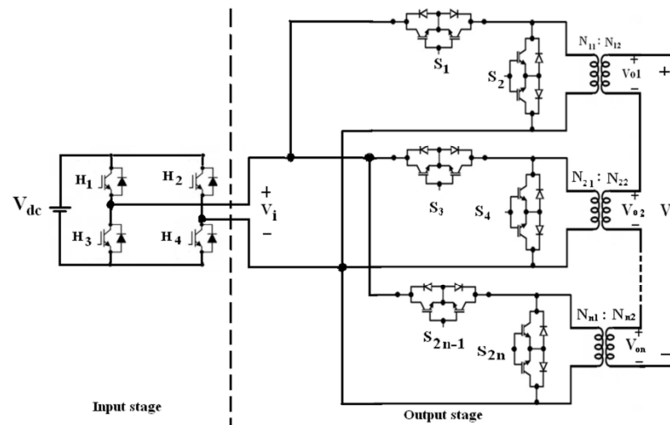 N11 : N12
S1
S2
+
Vo1
−
+
H1
H2
Vdc
+
Vi
−
H3
H4
S3
S4
N21 : N22
+
Vo2
−
V
S2n-1
S2n
Nn1 : Nn2
+
Von
−
−
Input stage
Output stage